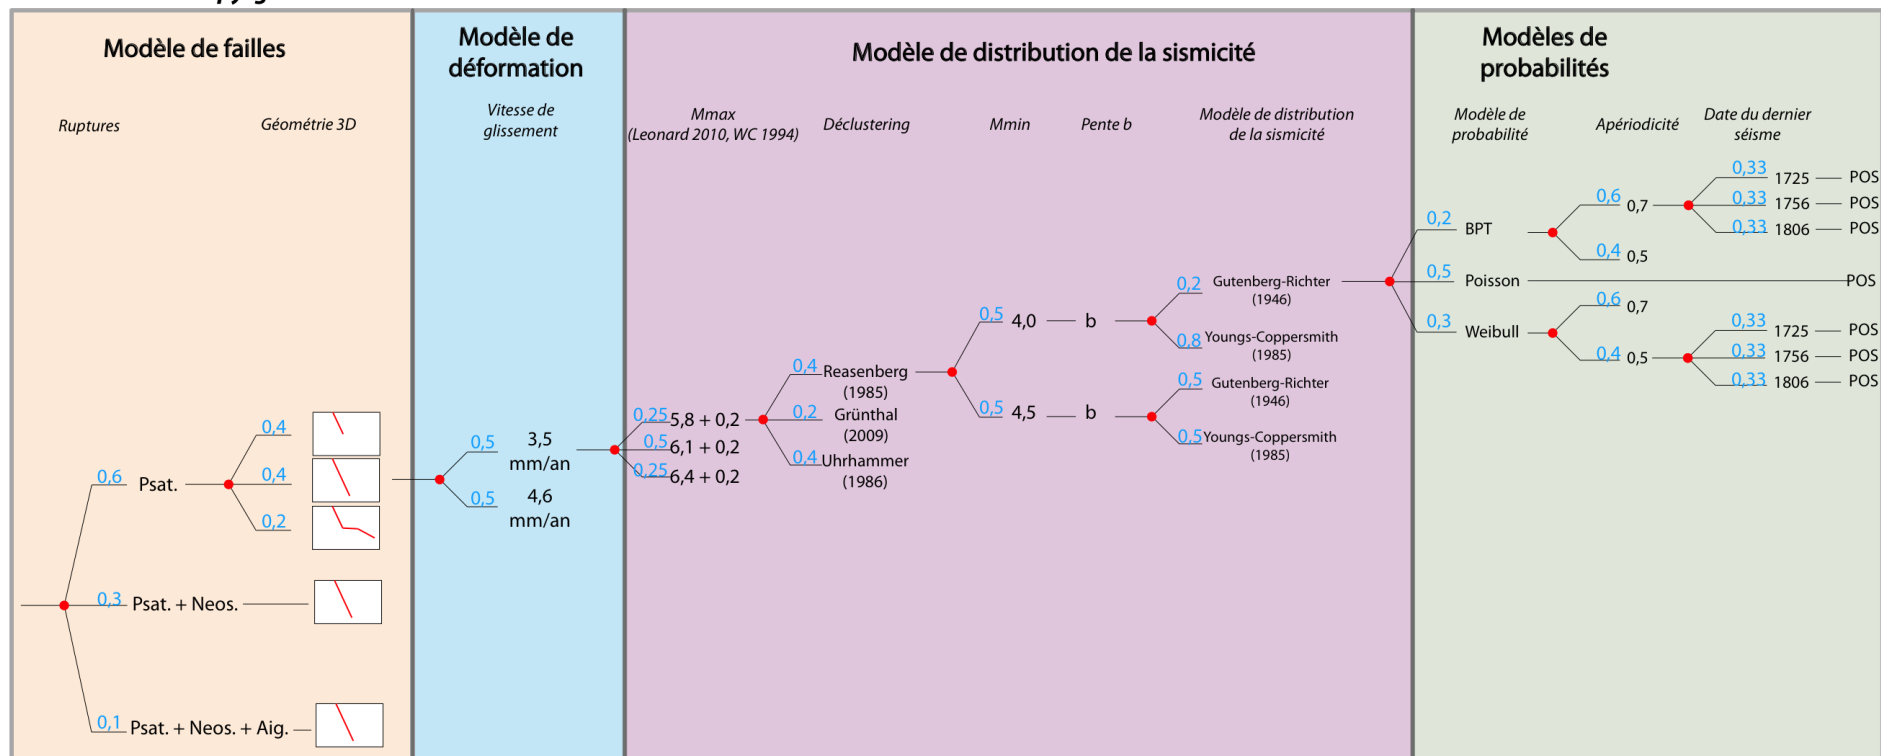 Modèle de failles
Ruptures
Géométrie 3D
0,6
Psat.
0,4
0,4
0,2
0,3
Psat. + Neos.
0,1
Psat. + Neos. + Aig.
Modèle de
déformation
Vitesse de
glissement
0,5
3,5
mm/an
0,5
4,6
mm/an
Modèle de distribution de la sismicité
Mmax
(Leonard 2010, WC 1994)
Déclustering
Mmin
Pente b
Modèle de distribution
de la sismicité
0,25
5,8 + 0,2
0,5
6,1 + 0,2
0,25
6,4 + 0,2
0,4
Reasenberg
(1985)
0,2
Grünthal
(2009)
0,4
Uhrhammer
(1986)
0,5
4,0
b
0,2
Gutenberg-Richter
(1946)
0,8
Youngs-Coppersmith
(1985)
0,5
4,5
b
0,5
Gutenberg-Richter
(1946)
0,5
Youngs-Coppersmith
(1985)
Modèles de
probabilités
Modèle de
probabilité
Apériodicité
Date du dernier
séisme
0,2
BPT
0,6
0,7
0,33
1725
POS
0,33
1756
POS
0,33
1806
POS
0,4
0,5
0,5
Poisson
POS
0,3
Weibull
0,6
0,7
0,4
0,5
0,33
1725
POS
0,33
1756
POS
0,33
1806
POS